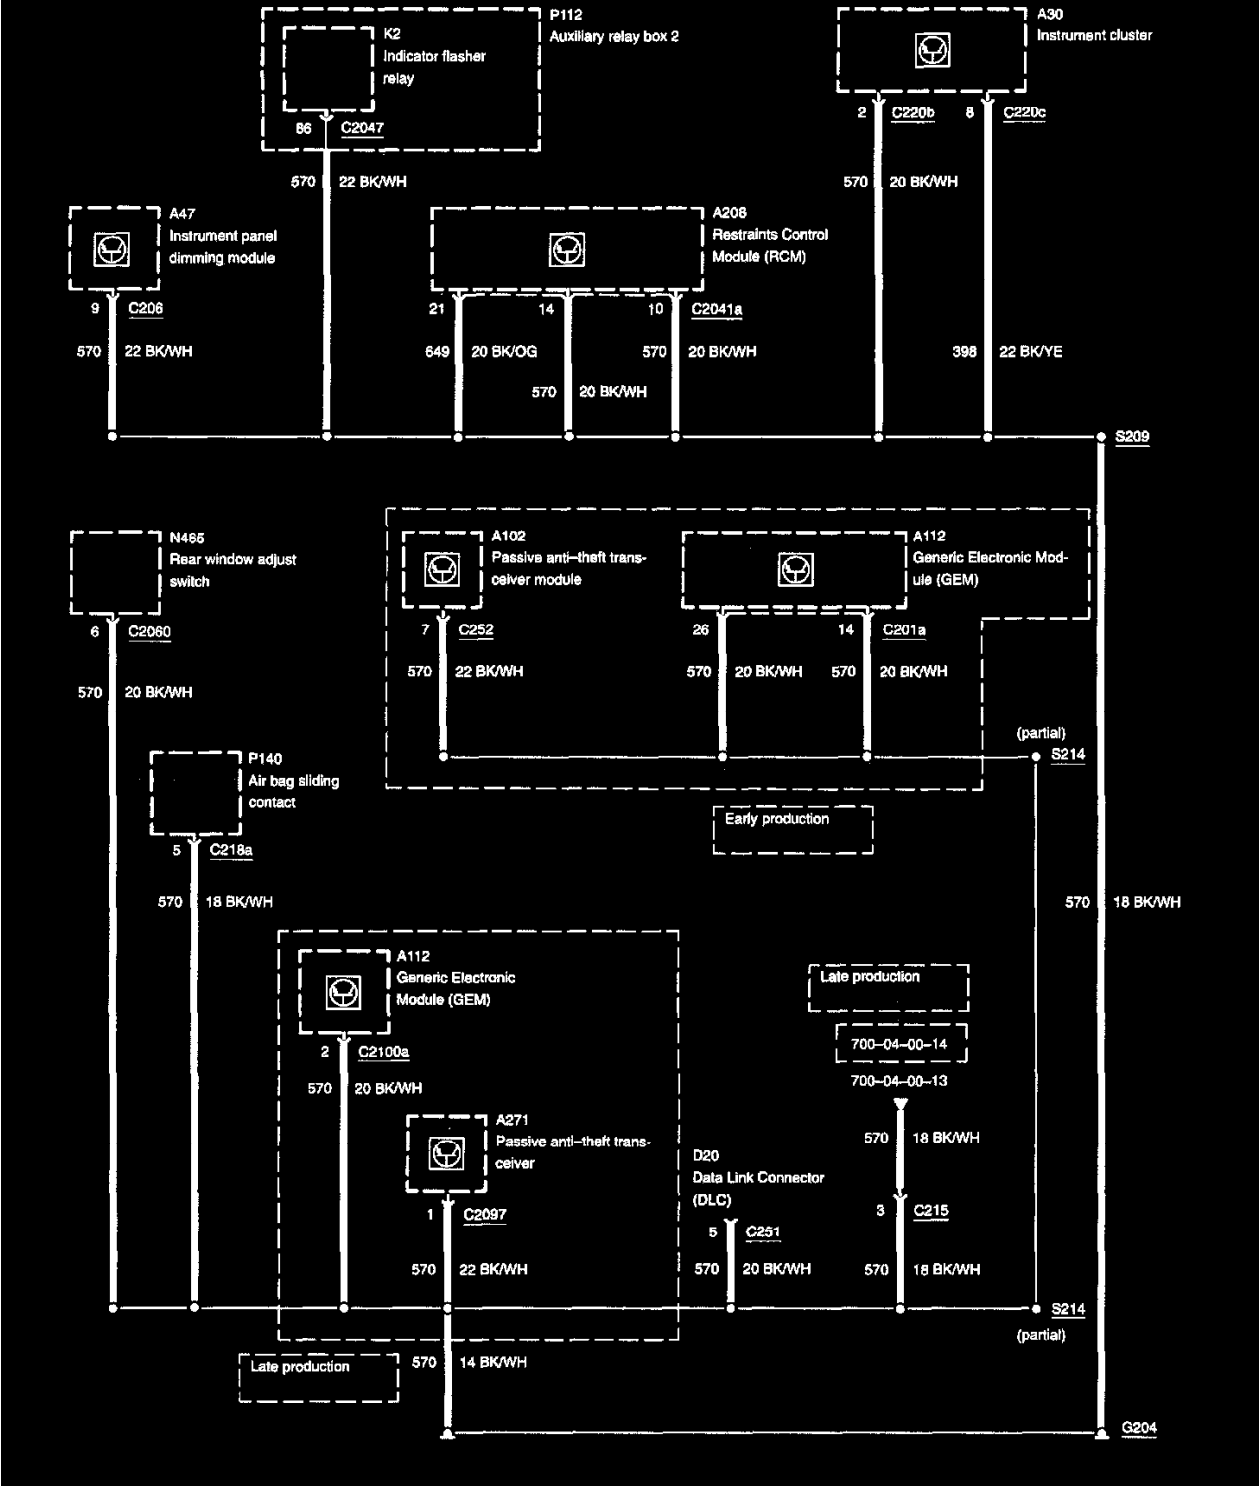 P112
Auxiliary relay box 2
K2
Indicator flasher
relay
86 C2047
570 22 BK/WH
A30
Instrument cluster
2 C220b
8 C220c
570 20 BK/WH
A47
Instrument panel
dimming module
9 C206
570 22 BK/WH
A208
Restraints Control
Module (RCM)
21
14
10 C2041a
649 20 BK/OG
570 20 BK/WH
570 20 BK/WH
398 22 BK/YE
S209
N465
Rear window adjust
switch
6 C2060
570 20 BK/WH
A102
Passive anti–theft trans-
ceiver module
7 C252
570 22 BK/WH
A112
Generic Electronic Mod-
ule (GEM)
26
14 C201a
570 20 BK/WH
570 20 BK/WH
(partial)
S214
Early production
P140
Air bag sliding
contact
5 C218a
570 18 BK/WH
570 18 BK/WH
A112
Generic Electronic
Module (GEM)
2 C2100a
570 20 BK/WH
A271
Passive anti–theft trans-
ceiver
1 C2097
570 22 BK/WH
Late production
700–04–00–14
700–04–00–13
570 18 BK/WH
3 C215
570 18 BK/WH
D20
Data Link Connector
(DLC)
5 C251
570 20 BK/WH
S214
(partial)
Late production
570 14 BK/WH
G204